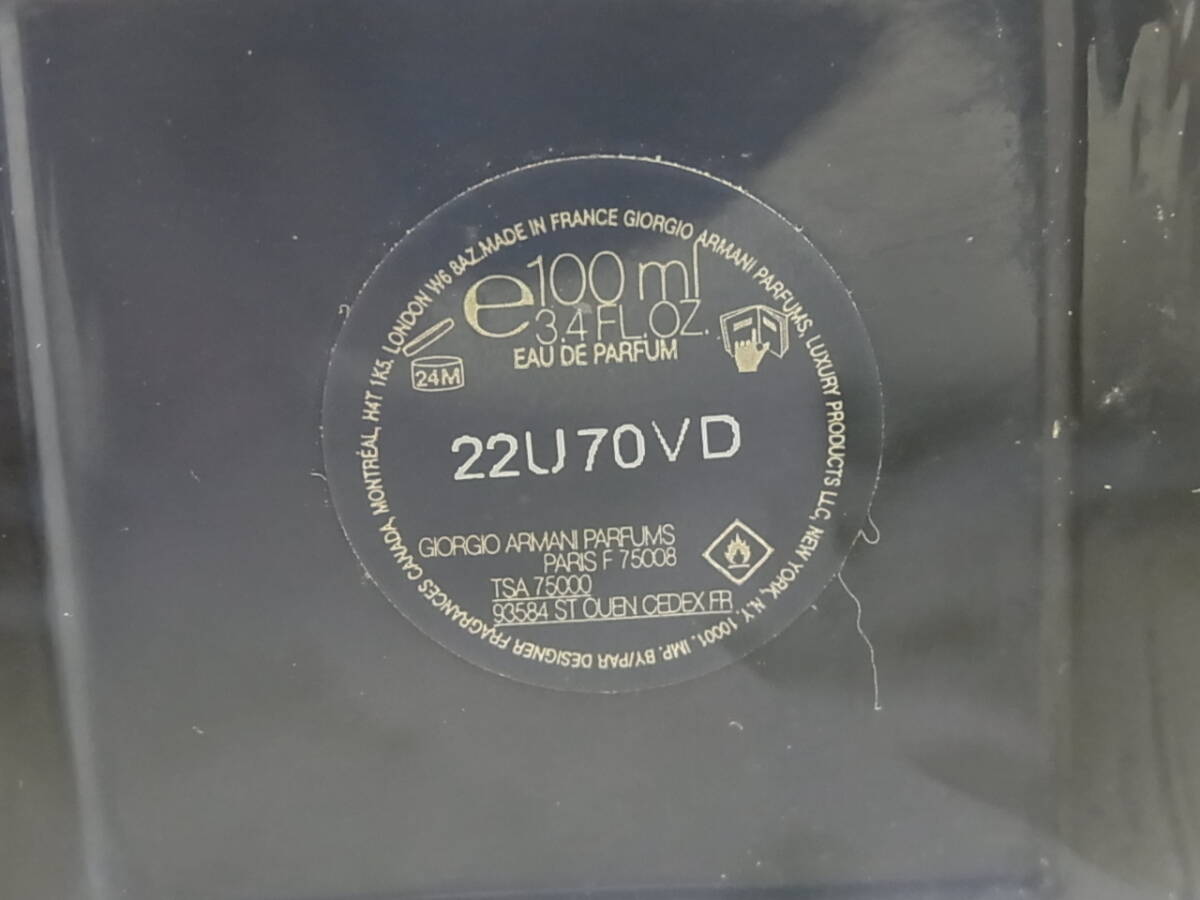 MADE IN FRANCE GIORGIO ARMANI PARFUMS, LUXURY PRODUCTS LLC, NEW YORK, N.Y. 10001. IMP. BY/PAR DESIGNER FRAGRANCES CANADA, MONTRÉAL, H4T 1K5. LONDON W6 8AZ.
e 100 ml
3.4 FL.OZ.
EAU DE PARFUM
24M
22U70VD
GIORGIO ARMANI PARFUMS
PARIS F 75008
TSA 75000
93584 ST OUEN CEDEX FR